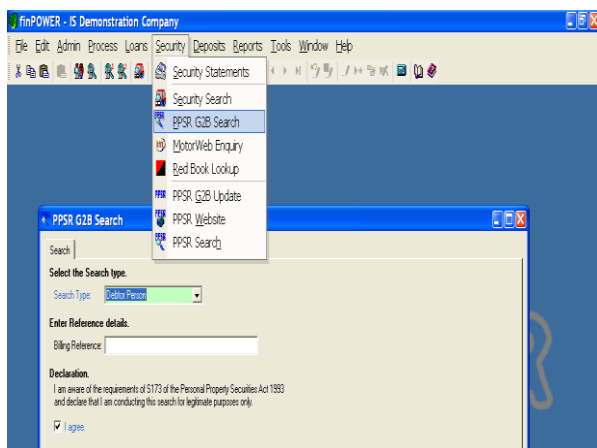 finPOWER - IS Demonstration Company
File Edit Admin Process Loans Security Deposits Reports Tools Window Help
Security Statements
Security Search
PPSR G2B Search
MotorWeb Enquiry
Red Book Lookup
PPSR G2B Update
PPSR Website
PPSR Search
PPSR G2B Search
Search
Select the Search type.
Search Type: Debtor Person
Enter Reference details.
Billing Reference:
Declaration.
I am aware of the requirements of S173 of the Personal Property Securities Act 1993
and declare that I am conducting this search for legitimate purposes only.
I agree.